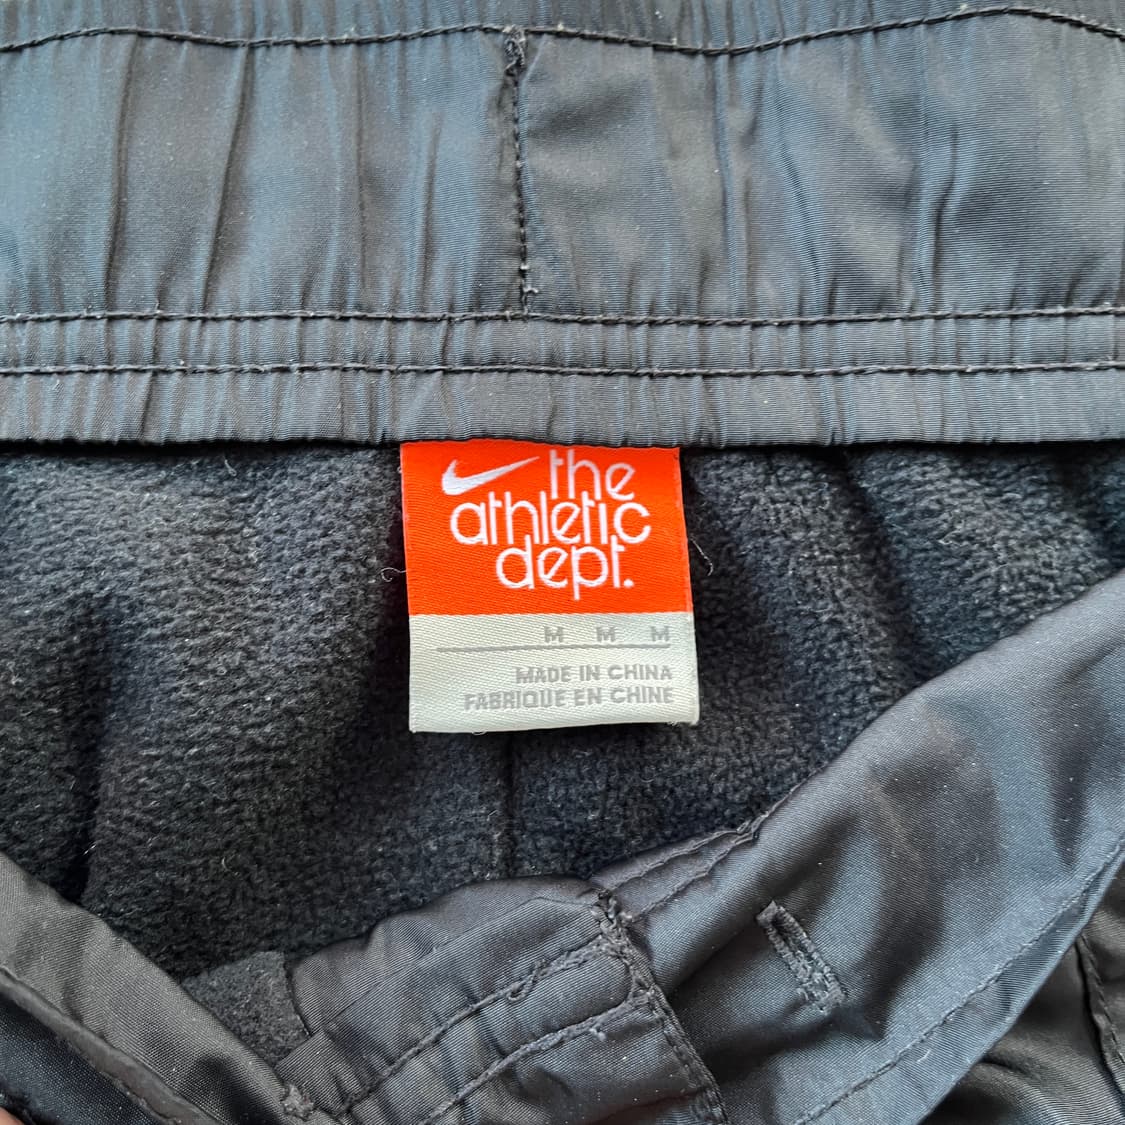 the
athletic
dept.
M M M
MADE IN CHINA
FABRIQUE EN CHINE